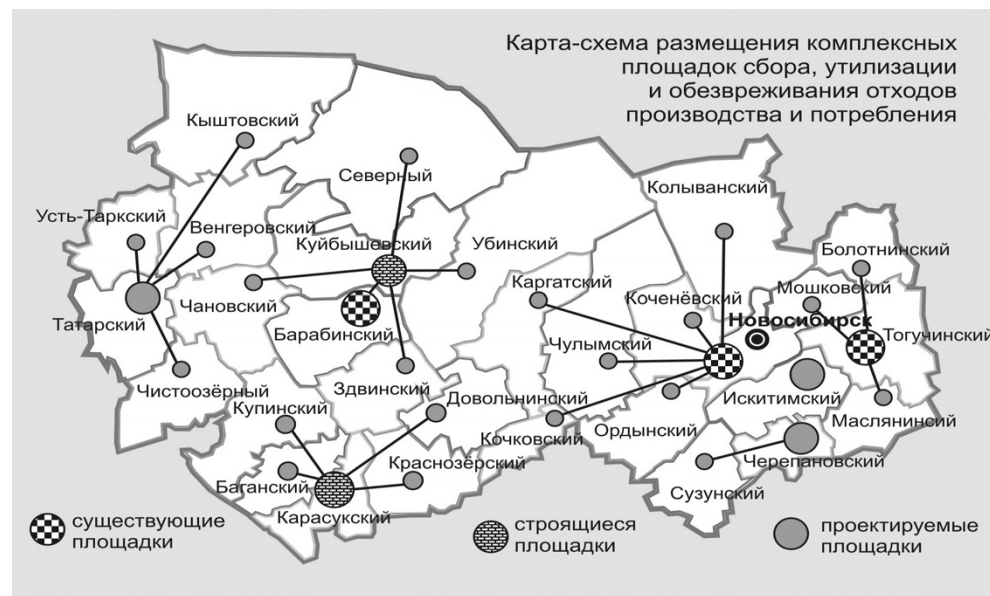 Карта-схема размещения комплексных
площадок сбора, утилизации
и обезвреживания отходов
производства и потребления
Кыштовский
Северный
Колыванский
Усть-Таркский
Венгеровский
Куйбышевский
Убинский
Болотнинский
Каргатский
Мошковский
Чановский
Коченёвский
Татарский
Барабинский
Новосибирск
Тогучинский
Чулымский
Чистоозёрный
Здвинский
Довольнинский
Искитимский
Купинский
Кочковский
Ордынский
Маслянинсий
Краснозёрский
Черепановский
Баганский
Сузунский
Карасукский
существующие
площадки
строящиеся
площадки
проектируемые
площадки